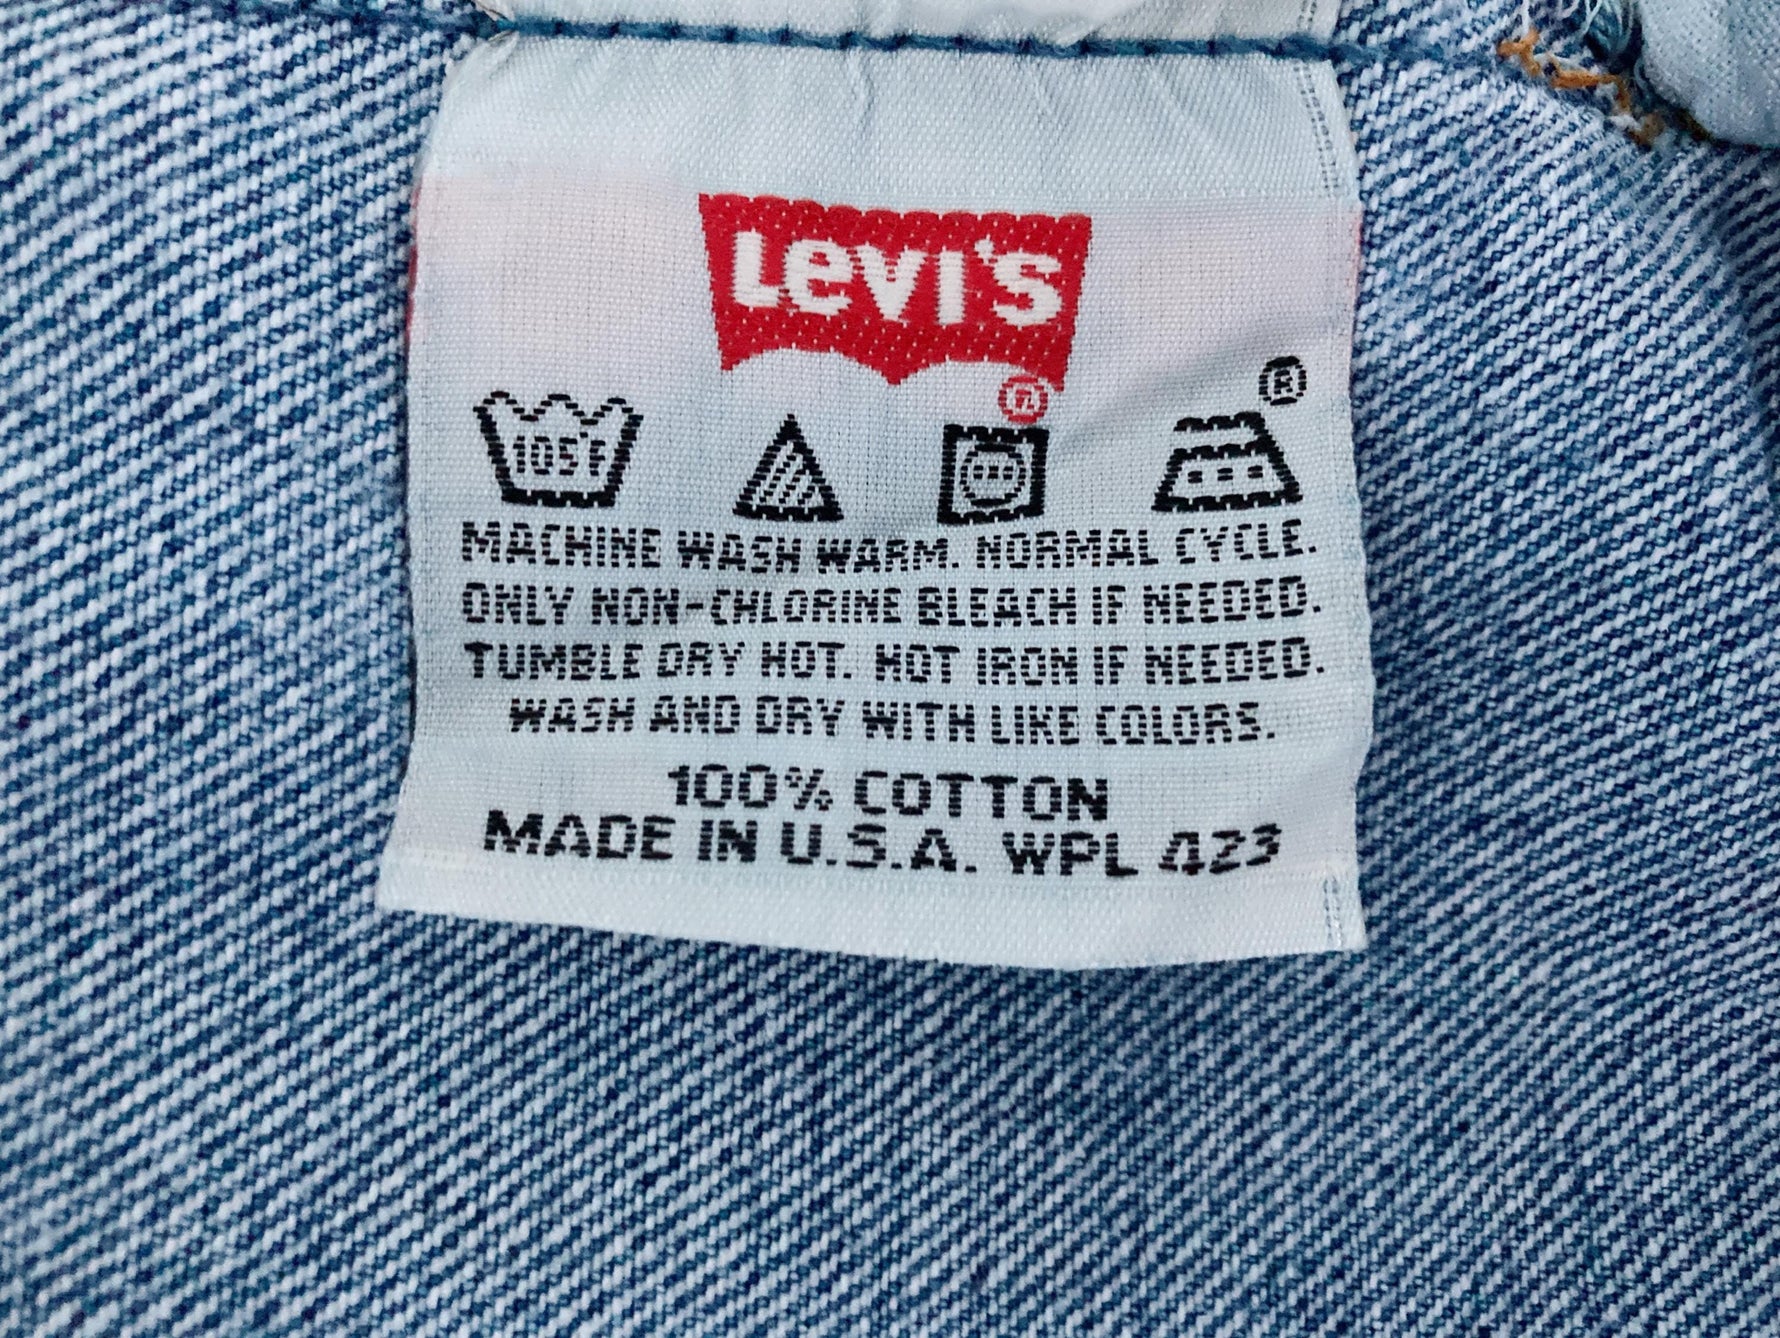 Levi's
®
®
105°F
MACHINE WASH WARM. NORMAL CYCLE.
ONLY NON-CHLORINE BLEACH IF NEEDED.
TUMBLE DRY HOT. HOT IRON IF NEEDED.
WASH AND DRY WITH LIKE COLORS.
100% COTTON
MADE IN U.S.A. WPL 423